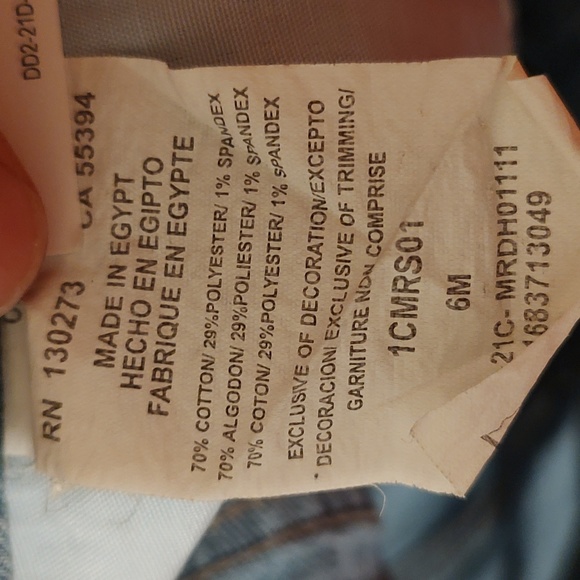 DD2-21D-
RN 130273 CA 55394
MADE IN EGYPT
HECHO EN EGIPTO
FABRIQUE EN EGYPTE
70% COTTON/ 29%POLYESTER/ 1% SPANDEX
70% ALGODON/ 29%POLIESTER/ 1% SPANDEX
70% COTON/ 29%POLYESTER/ 1% SPANDEX
EXCLUSIVE OF DECORATION/EXCEPTO
DECORACION/ EXCLUSIVE OF TRIMMING/
GARNITURE NON COMPRISE
1CMRS01
6M
21C- MRDH01111
1683713049